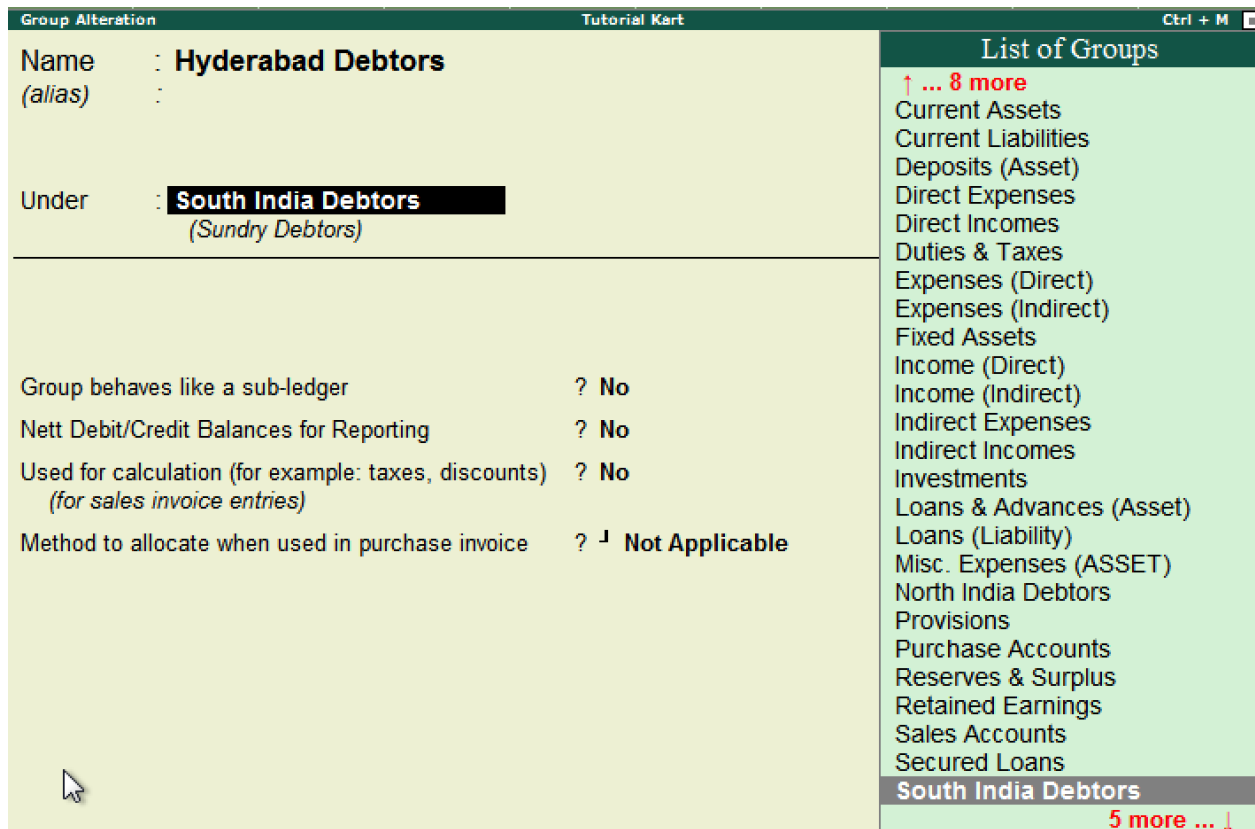 Group Alteration Tutorial Kart Ctrl + M
Name : Hyderabad Debtors
(alias) :
Under : South India Debtors
(Sundry Debtors)
Group behaves like a sub-ledger ? No
Nett Debit/Credit Balances for Reporting ? No
Used for calculation (for example: taxes, discounts) ? No
(for sales invoice entries)
Method to allocate when used in purchase invoice ? ┘ Not Applicable
List of Groups
↑ ... 8 more
Current Assets
Current Liabilities
Deposits (Asset)
Direct Expenses
Direct Incomes
Duties & Taxes
Expenses (Direct)
Expenses (Indirect)
Fixed Assets
Income (Direct)
Income (Indirect)
Indirect Expenses
Indirect Incomes
Investments
Loans & Advances (Asset)
Loans (Liability)
Misc. Expenses (ASSET)
North India Debtors
Provisions
Purchase Accounts
Reserves & Surplus
Retained Earnings
Sales Accounts
Secured Loans
South India Debtors
5 more ... ↓